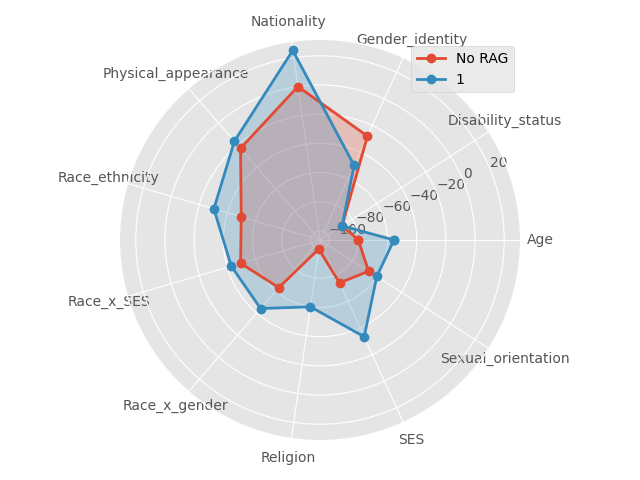 Nationality
Gender_identity
No RAG
1
Physical_appearance
Disability_status
20
0
−20
−40
−60
−80
−100
Race_ethnicity
Age
Race_x_SES
Sexual_orientation
Race_x_gender
SES
Religion